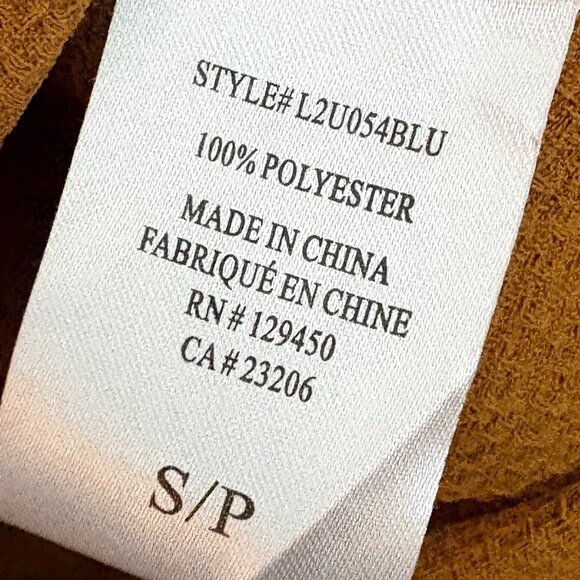 STYLE# L2U054BLU
100% POLYESTER
MADE IN CHINA
FABRIQUÉ EN CHINE
RN # 129450
CA # 23206
S/P